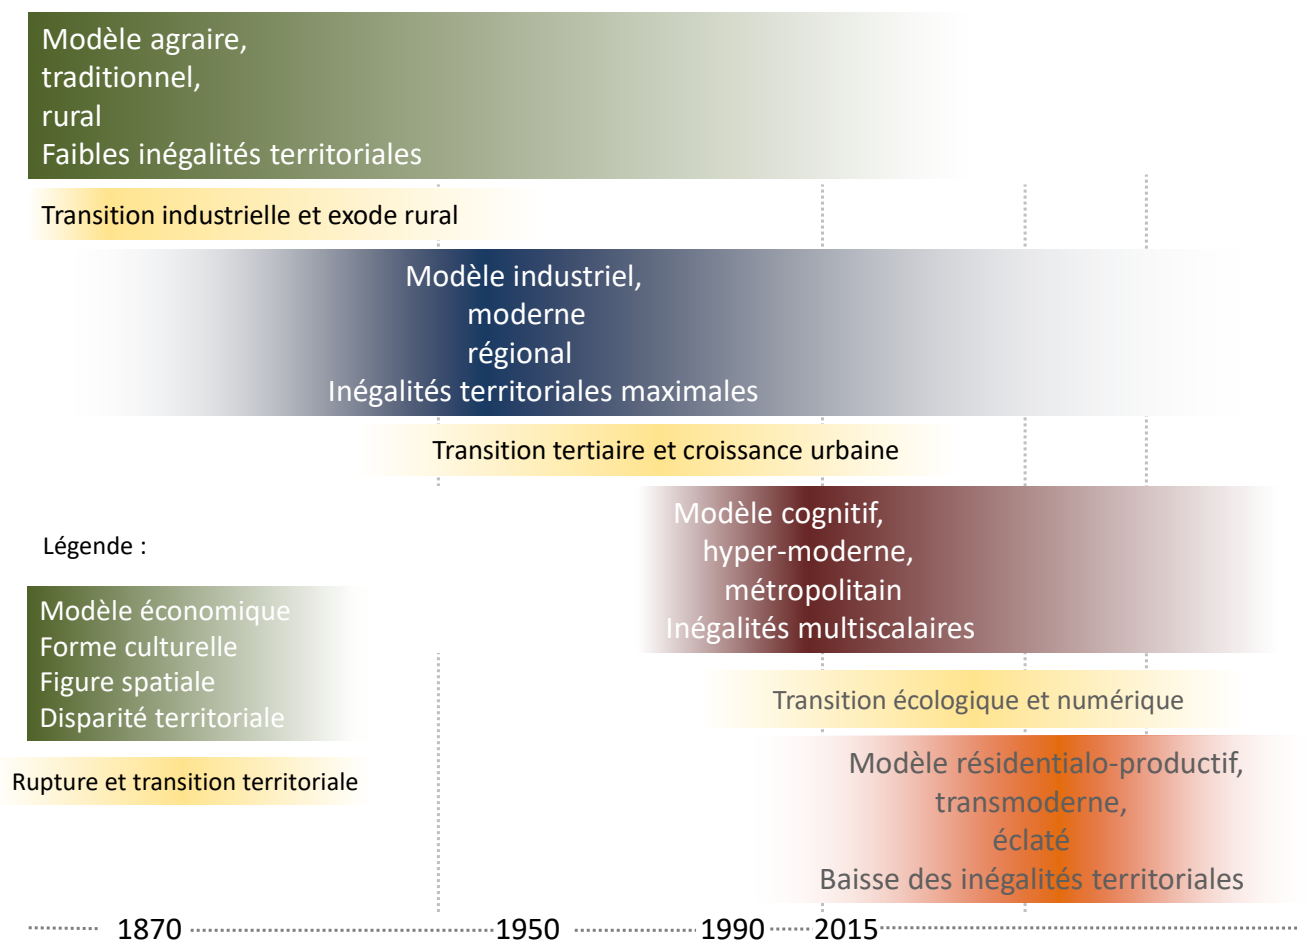 Modèle agraire,
traditionnel,
rural
Faibles inégalités territoriales
Transition industrielle et exode rural
Modèle industriel,
moderne
régional
Inégalités territoriales maximales
Transition tertiaire et croissance urbaine
Modèle cognitif,
hyper-moderne,
métropolitain
Inégalités multiscalaires
Légende :
Modèle économique
Forme culturelle
Figure spatiale
Disparité territoriale
Rupture et transition territoriale
Transition écologique et numérique
Modèle résidentialo-productif,
transmoderne,
éclaté
Baisse des inégalités territoriales
1870 1950 1990 2015